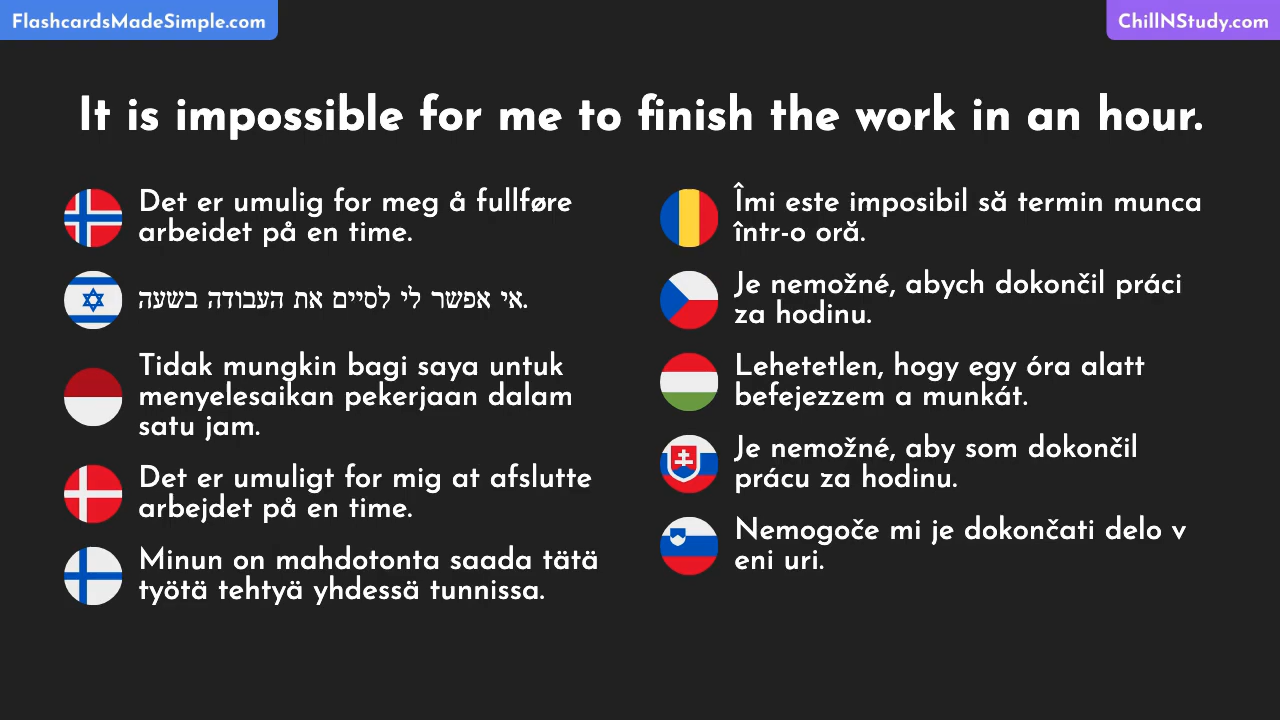 FlashcardsMadeSimple.com
ChillNStudy.com
It is impossible for me to finish the work in an hour.
Det er umulig for meg å fullføre
arbeidet på en time.
אי אפשר לי לסיים את העבודה בשעה.
Tidak mungkin bagi saya untuk
menyelesaikan pekerjaan dalam
satu jam.
Det er umuligt for mig at afslutte
arbejdet på en time.
Minun on mahdotonta saada tätä
työtä tehtyä yhdessä tunnissa.
Îmi este imposibil să termin munca
într-o oră.
Je nemožné, abych dokončil práci
za hodinu.
Lehetetlen, hogy egy óra alatt
befejezzem a munkát.
Je nemožné, aby som dokončil
prácu za hodinu.
Nemogoče mi je dokončati delo v
eni uri.